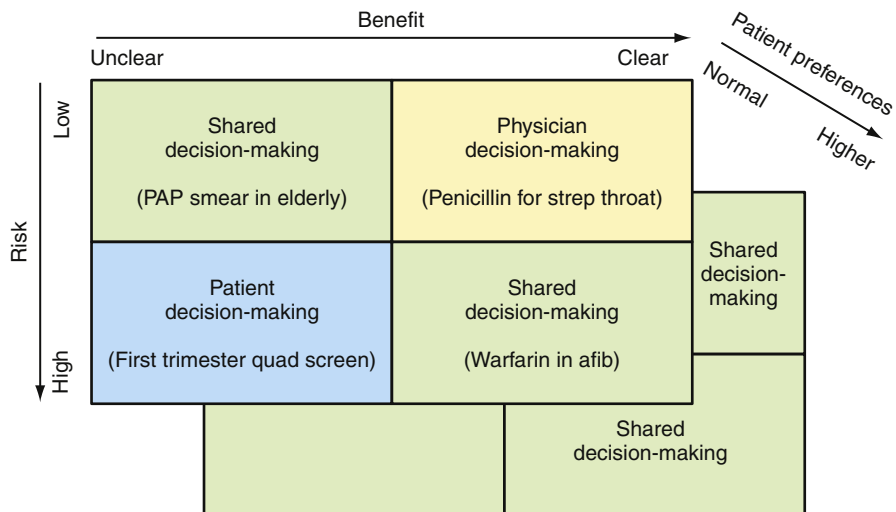 Benefit
Unclear
Clear
Patient preferences
Normal
Higher
Risk
Low
High
Shared
decision-making
(PAP smear in elderly)
Physician
decision-making
(Penicillin for strep throat)
Patient
decision-making
(First trimester quad screen)
Shared
decision-making
(Warfarin in afib)
Shared
decision-
making
Shared
decision-making